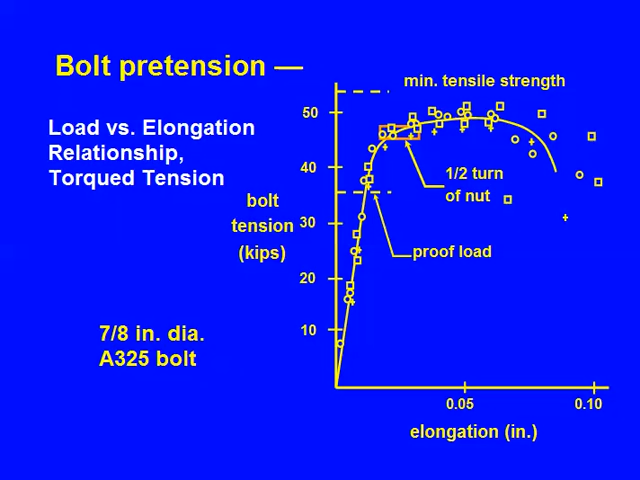 Bolt pretension —
Load vs. Elongation
Relationship,
Torqued Tension
7/8 in. dia.
A325 bolt
bolt
tension
(kips)
50
40
30
20
10
min. tensile strength
1/2 turn
of nut
proof load
0.05
0.10
elongation (in.)